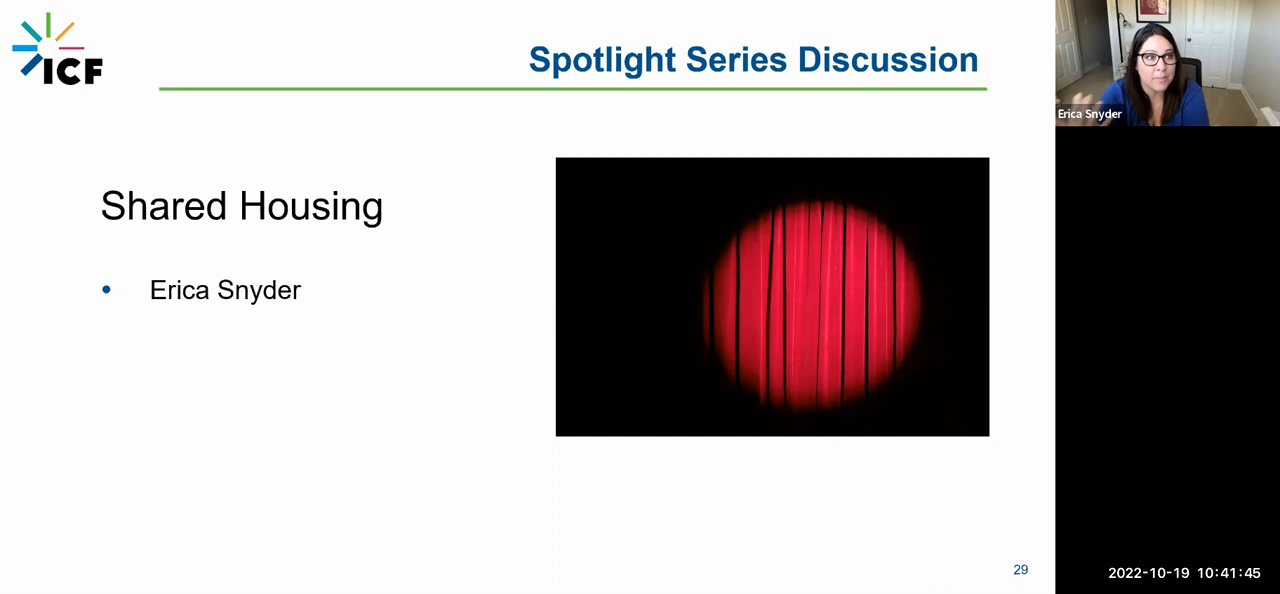 ICF
Spotlight Series Discussion
Erica Snyder
Shared Housing
• Erica Snyder
29
2022-10-19 10:41:45